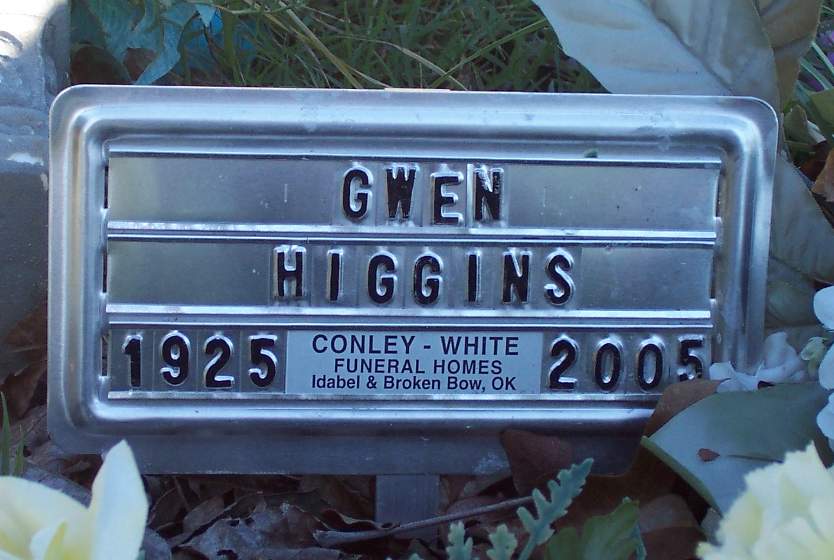 GWEN
HIGGINS
1925 CONLEY - WHITE 2005
FUNERAL HOMES
Idabel & Broken Bow, OK